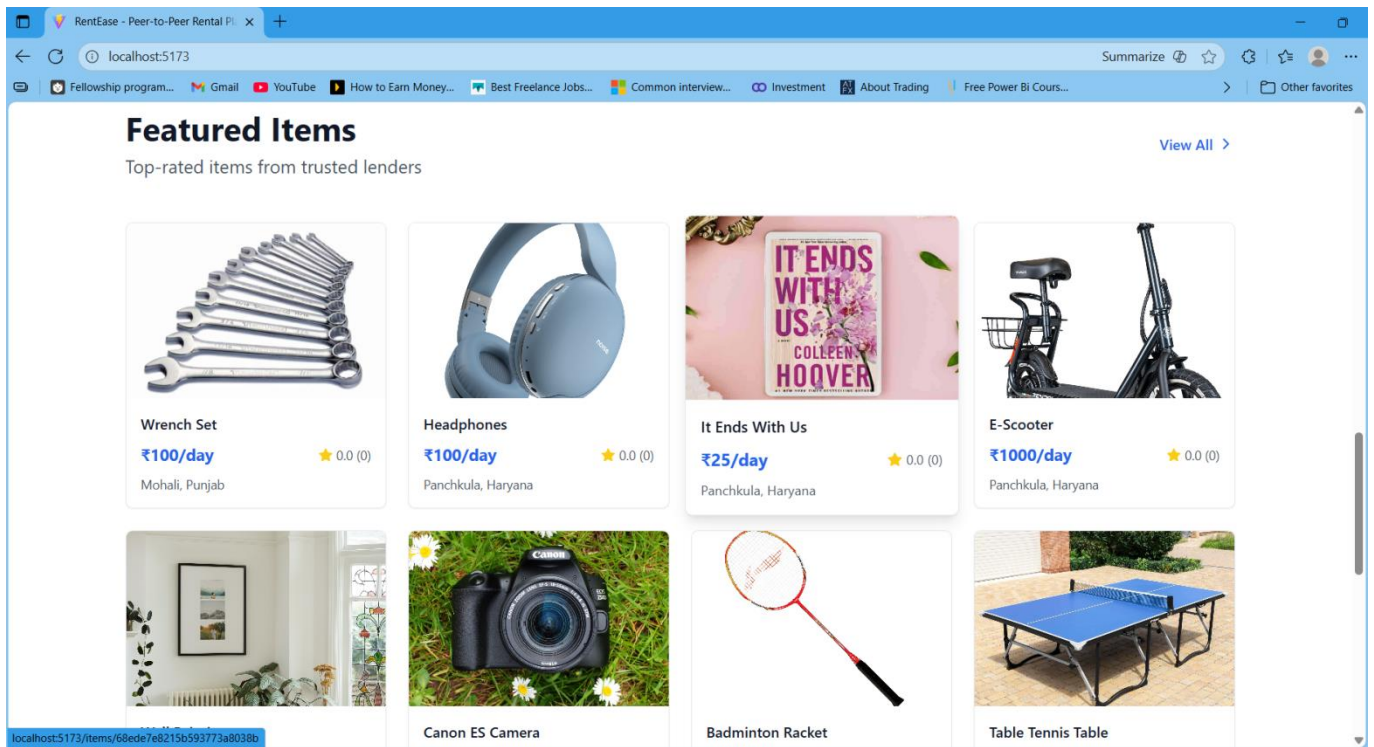 RentEase - Peer-to-Peer Rental Pl
localhost:5173
Summarize
Fellowship program...
Gmail
YouTube
How to Earn Money...
Best Freelance Jobs...
Common interview...
Investment
About Trading
Free Power Bi Cours...
Other favorites
Featured Items
View All
Top-rated items from trusted lenders
IT ENDS
WITH
US
COLLEEN
HOOVER
Wrench Set
₹100/day
0.0 (0)
Mohali, Punjab
Headphones
₹100/day
0.0 (0)
Panchkula, Haryana
It Ends With Us
₹25/day
0.0 (0)
Panchkula, Haryana
E-Scooter
₹1000/day
0.0 (0)
Panchkula, Haryana
Canon
Canon ES Camera
Badminton Racket
Table Tennis Table
localhost:5173/items/68ede7e8215b593773a8038b